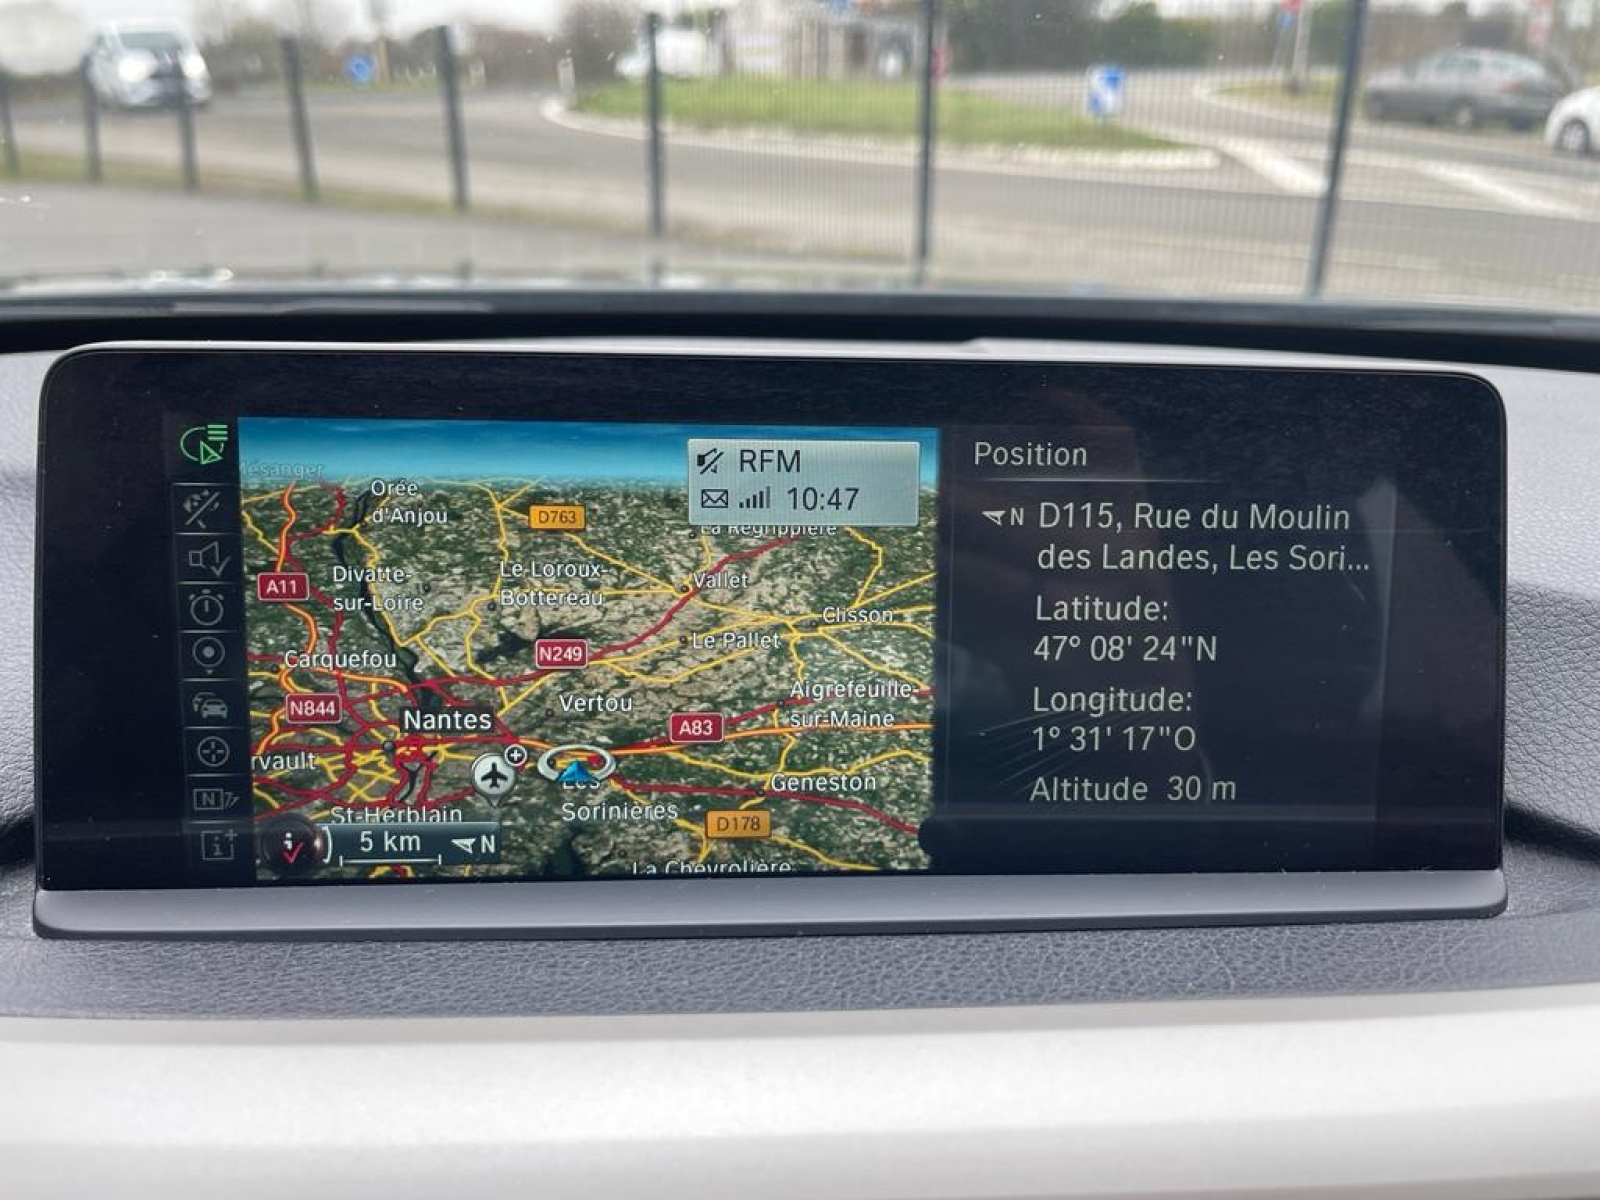 Mésanger
Orée
d'Anjou
D763
RFM
10:47
La Regrippière
A11
Divatte-
sur-Loire
Le Loroux-
Bottereau
Vallet
Clisson
Le Pallet
N249
Carquefou
N844
Nantes
Vertou
Aigrefeuille-
sur-Maine
A83
rvault
Les
Sorinières
Geneston
St-Herblain
D178
5 km
N
La Chevrolière
N
Position
N D115, Rue du Moulin
des Landes, Les Sori...
Latitude:
47° 08' 24"N
Longitude:
1° 31' 17"O
Altitude 30 m